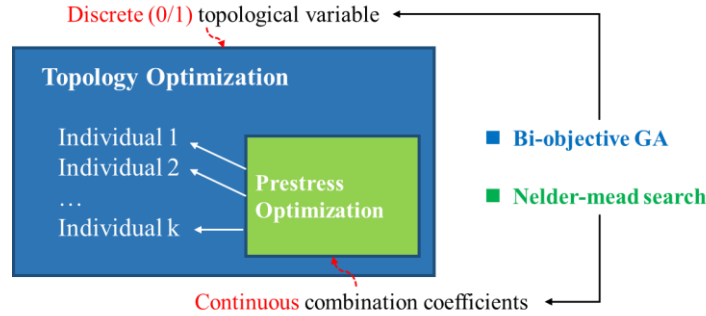 Discrete (0/1) topological variable
Topology Optimization
Individual 1
Individual 2
…
Individual k
Prestress
Optimization
Bi-objective GA
Nelder-mead search
Continuous combination coefficients